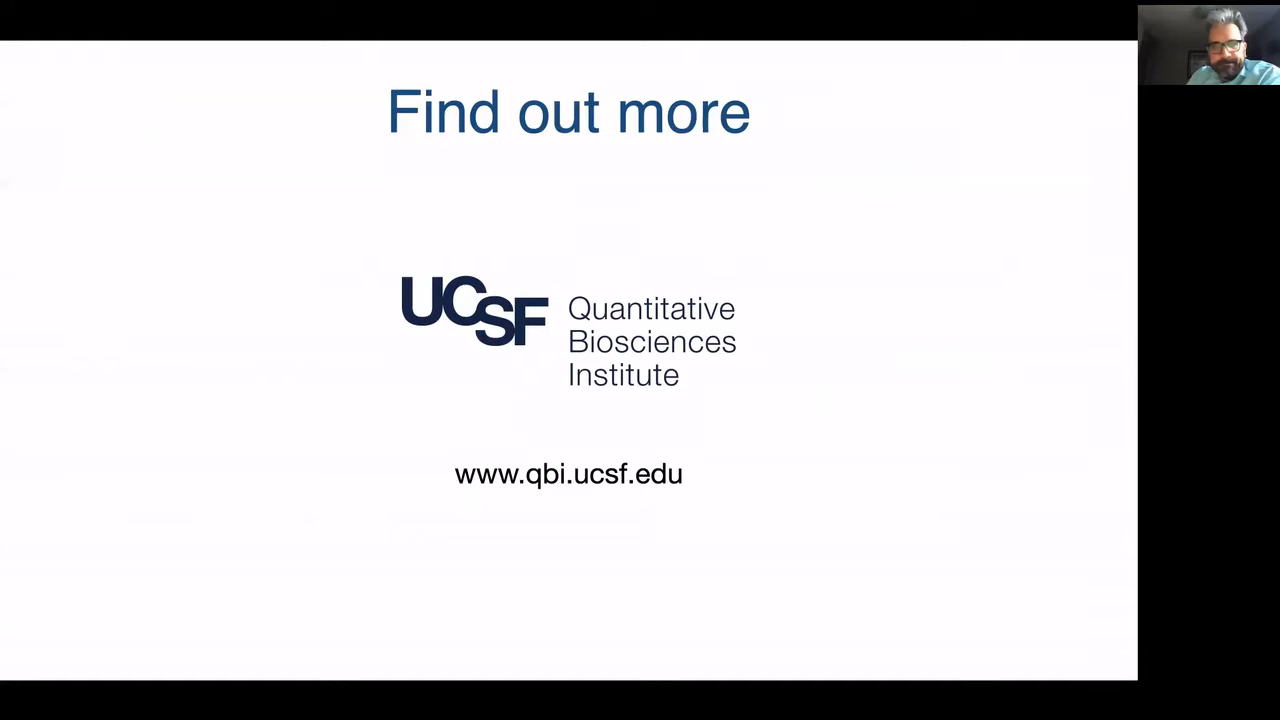 Find out more
UCSF
Quantitative
Biosciences
Institute
www.qbi.ucsf.edu